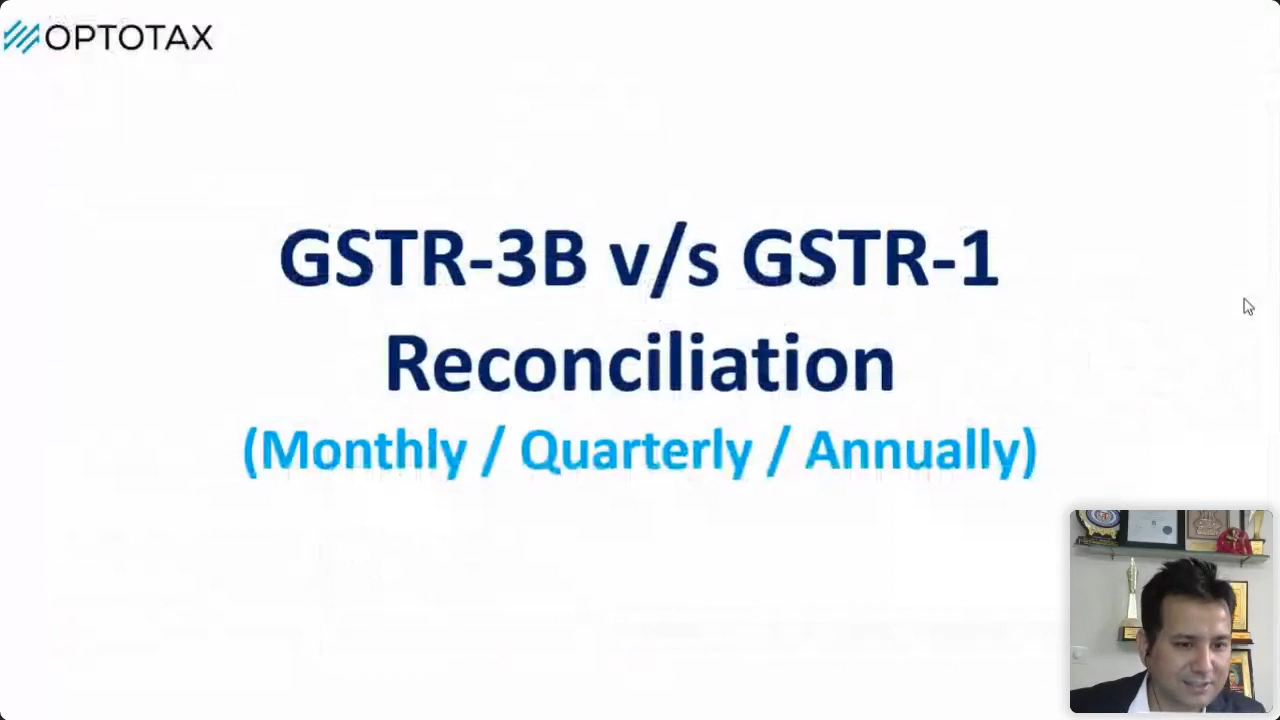 OPTOTAX
GSTR-3B v/s GSTR-1
Reconciliation
(Monthly / Quarterly / Annually)